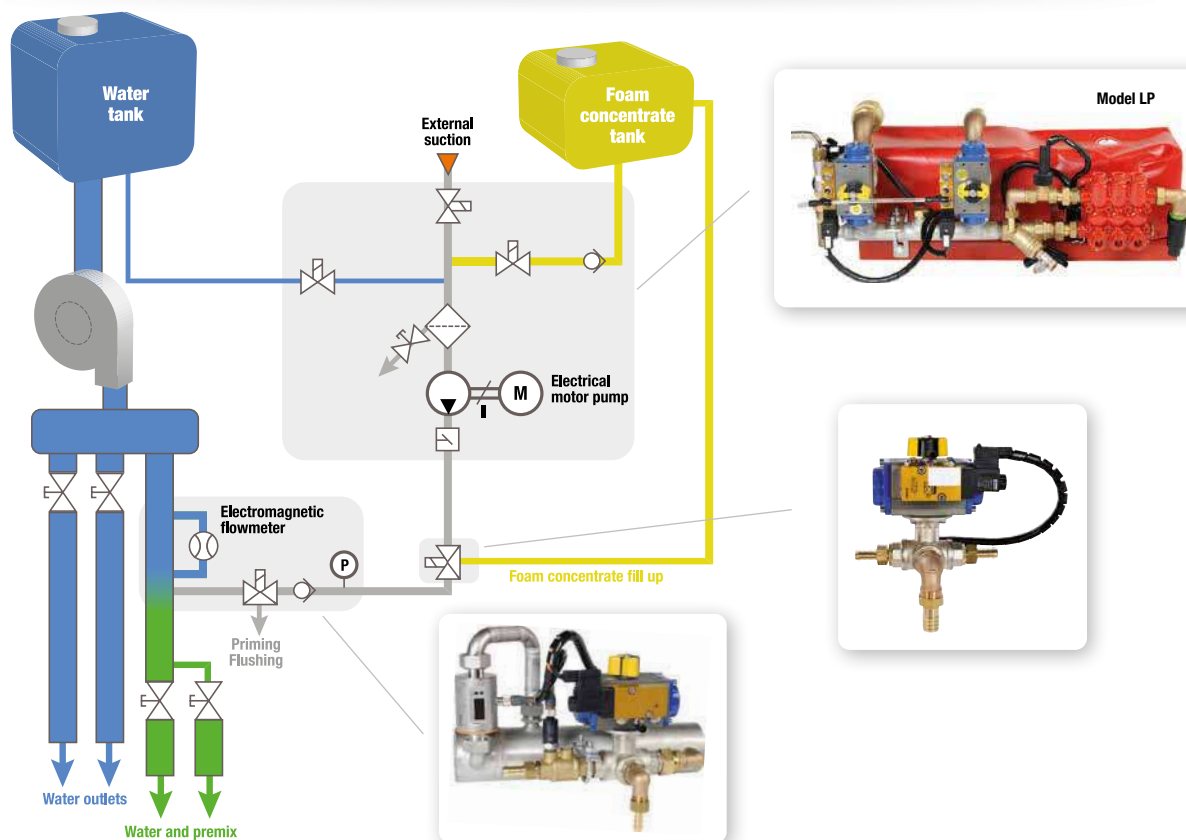 Water
tank
Foam
concentrate
tank
Model LP
External
suction
Electrical
motor pump
M
Electromagnetic
flowmeter
P
Foam concentrate fill up
Priming
Flushing
Water outlets
Water and premix